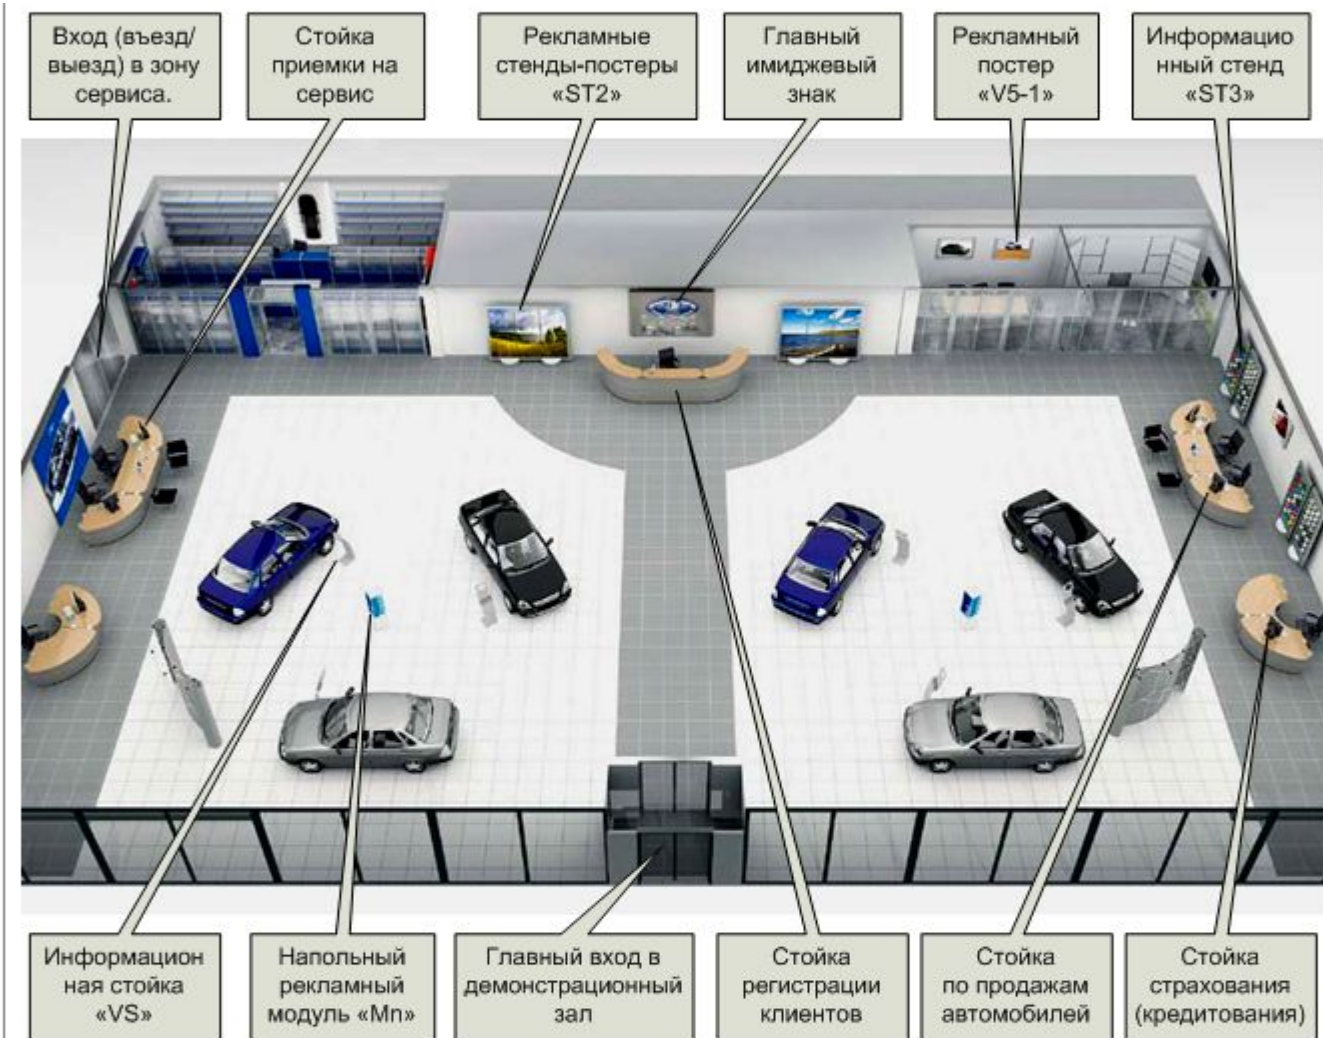 Вход (въезд/
выезд) в зону
сервиса.
Стойка
приемки на
сервис
Рекламные
стенды-постеры
«ST2»
Главный
имиджевый
знак
Рекламный
постер
«V5-1»
Информацио
нный стенд
«ST3»
Информацион
ная стойка
«VS»
Напольный
рекламный
модуль «Mn»
Главный вход в
демонстрационный
зал
Стойка
регистрации
клиентов
Стойка
по продажам
автомобилей
Стойка
страхования
(кредитования)